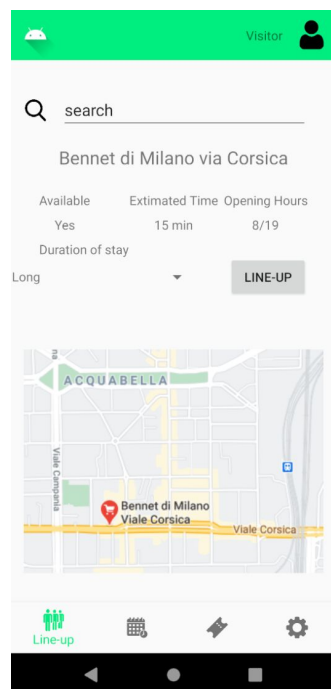 Visitor
search
Bennet di Milano via Corsica
Available Extimated Time Opening Hours
Yes 15 min 8/19
Duration of stay
Long LINE-UP
na
ACQUABELLA
Viale Campania
Bennet di Milano
Viale Corsica
Viale Corsica
Line-up